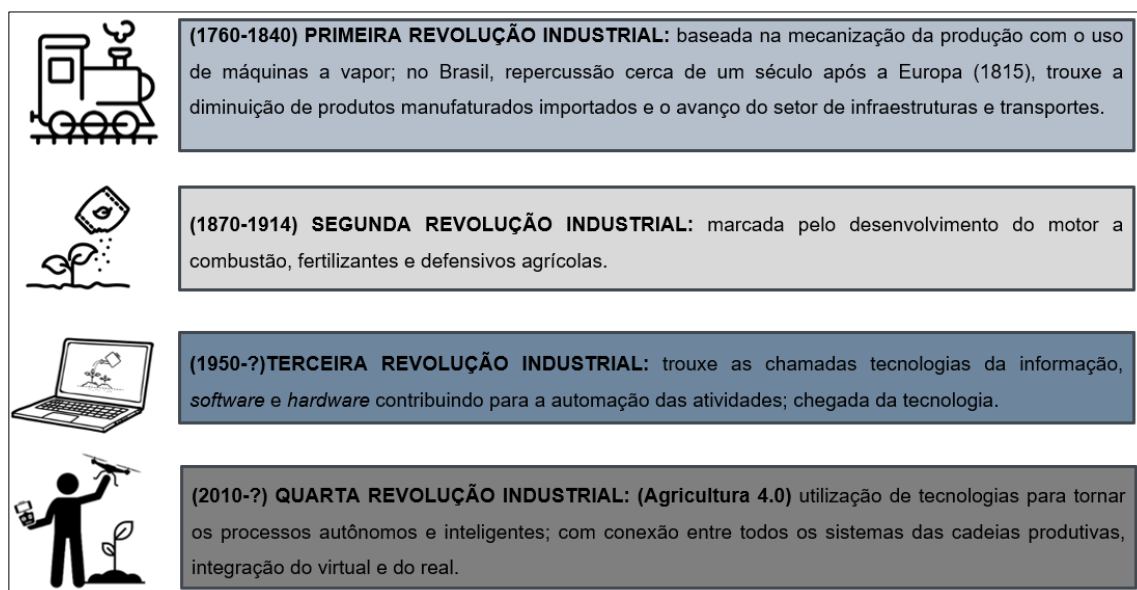 (1760-1840) PRIMEIRA REVOLUÇÃO INDUSTRIAL: baseada na mecanização da produção com o uso
de máquinas a vapor; no Brasil, repercussão cerca de um século após a Europa (1815), trouxe a
diminuição de produtos manufaturados importados e o avanço do setor de infraestruturas e transportes.
(1870-1914) SEGUNDA REVOLUÇÃO INDUSTRIAL: marcada pelo desenvolvimento do motor a
combustão, fertilizantes e defensivos agrícolas.
(1950-?)TERCEIRA REVOLUÇÃO INDUSTRIAL: trouxe as chamadas tecnologias da informação,
software e hardware contribuindo para a automação das atividades; chegada da tecnologia.
(2010-?) QUARTA REVOLUÇÃO INDUSTRIAL: (Agricultura 4.0) utilização de tecnologias para tornar
os processos autônomos e inteligentes; com conexão entre todos os sistemas das cadeias produtivas,
integração do virtual e do real.